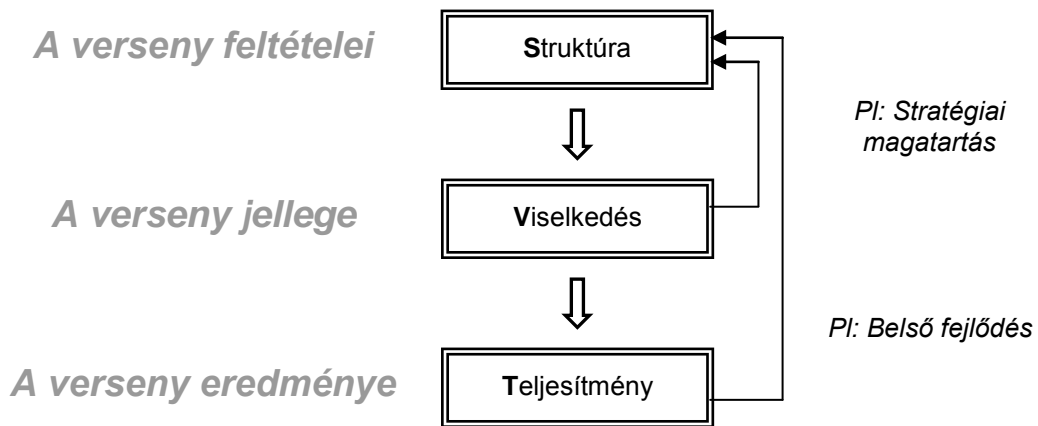 A verseny feltételei
Struktúra
Pl: Stratégiai
magatartás
A verseny jellege
Viselkedés
Pl: Belső fejlődés
A verseny eredménye
Teljesítmény